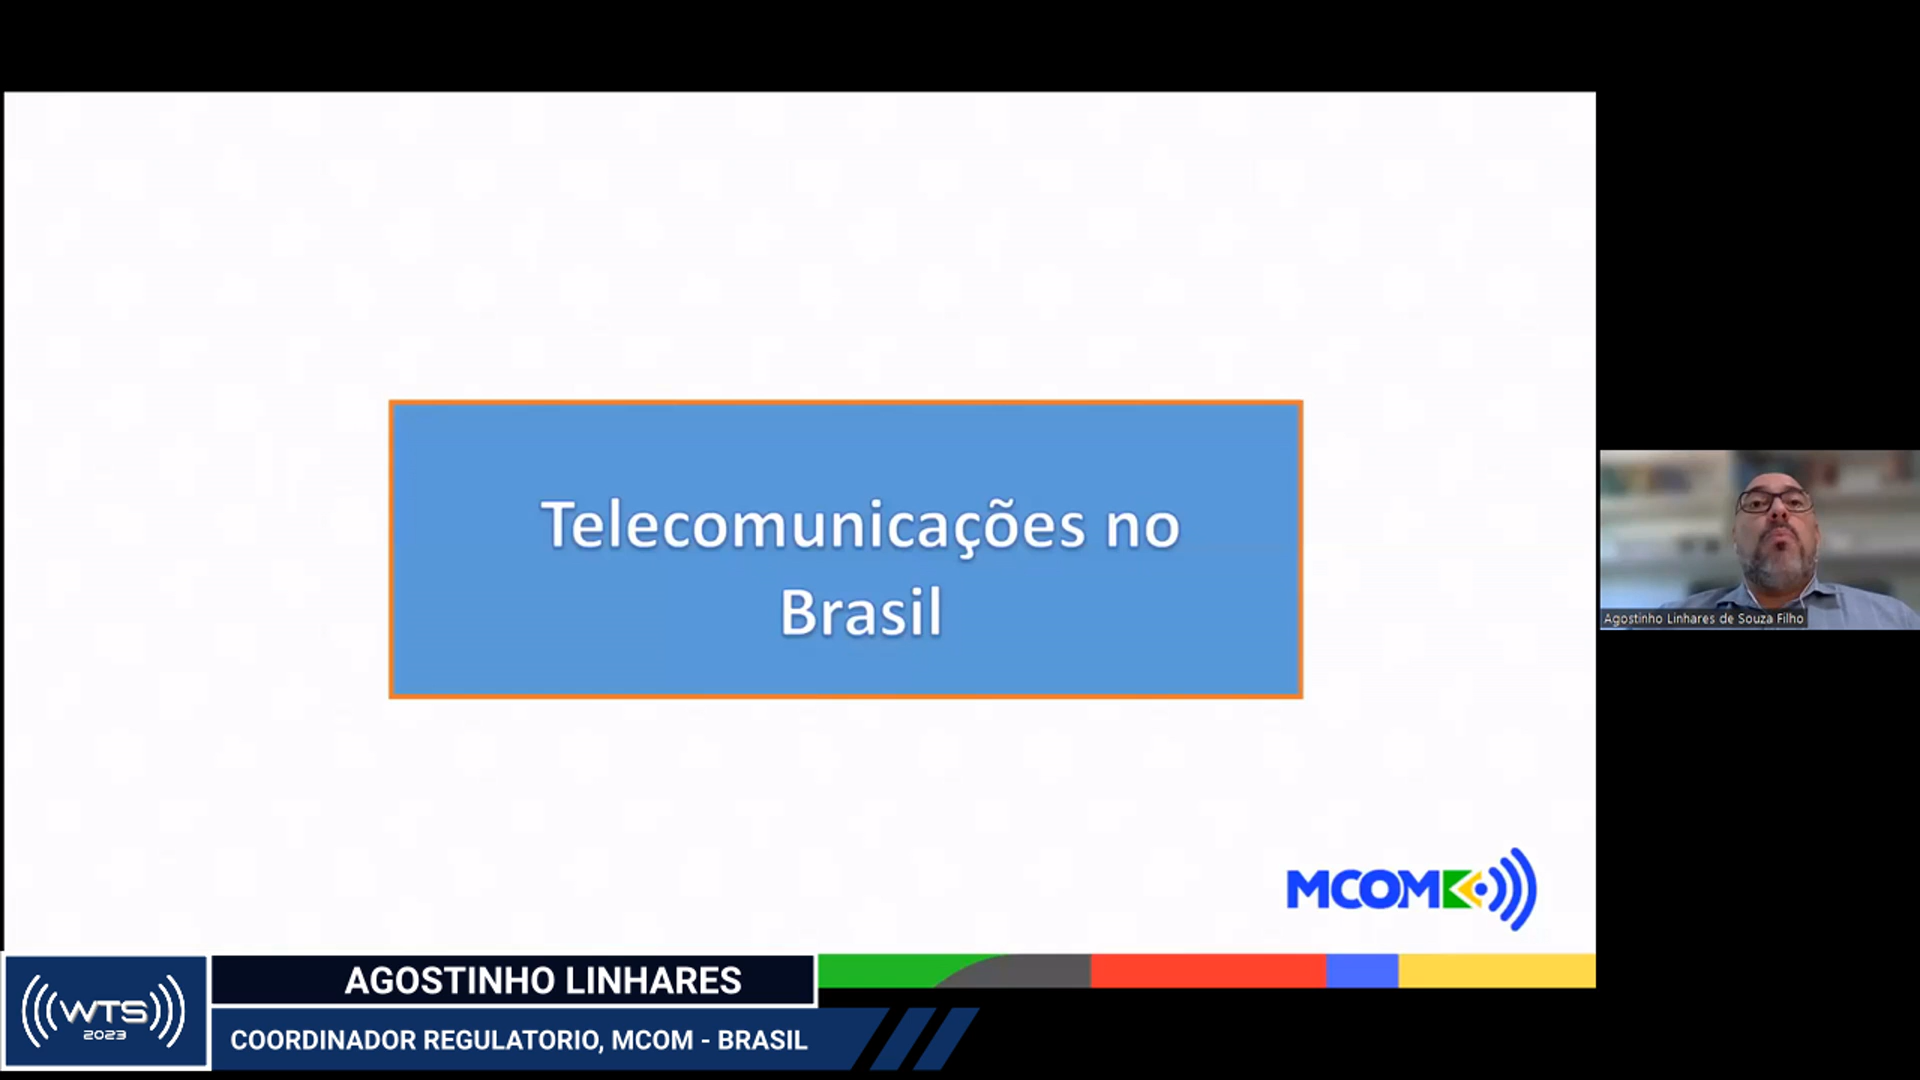 Telecomunicações no
Brasil
Agostinho Linhares de Souza Filho
MCOM
WTS
2023
AGOSTINHO LINHARES
COORDINADOR REGULATORIO, MCOM - BRASIL